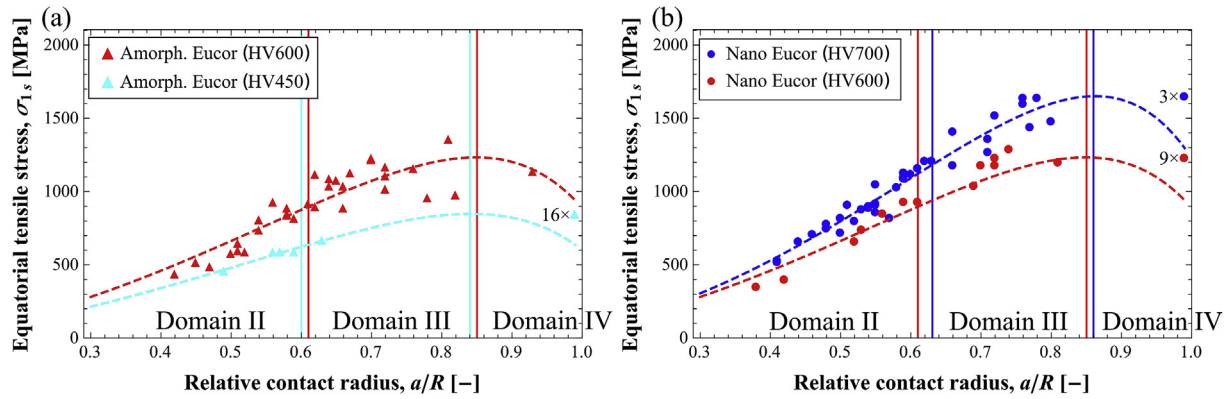 (a)
Equatorial tensile stress, σ1s [MPa]
2000
1500
1000
500
0
Amorph. Eucor (HV600)
Amorph. Eucor (HV450)
16×
Domain II
Domain III
Domain IV
0.3 0.4 0.5 0.6 0.7 0.8 0.9 1.0
Relative contact radius, a/R [−]
(b)
Equatorial tensile stress, σ1s [MPa]
2000
1500
1000
500
0
Nano Eucor (HV700)
Nano Eucor (HV600)
3×
9×
Domain II
Domain III
Domain IV
0.3 0.4 0.5 0.6 0.7 0.8 0.9 1.0
Relative contact radius, a/R [−]